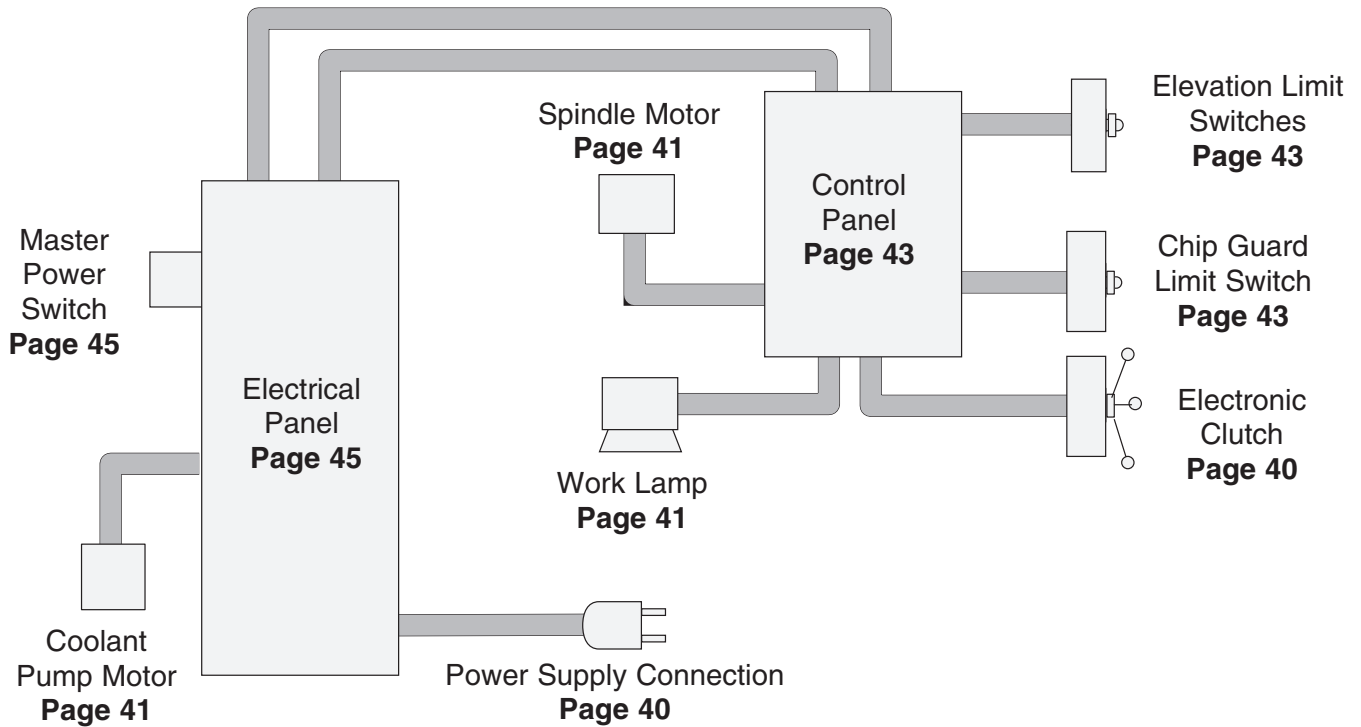 Elevation Limit
Switches
Page 43
Spindle Motor
Page 41
Control
Panel
Page 43
Master
Power
Switch
Page 45
Chip Guard
Limit Switch
Page 43
Electrical
Panel
Page 45
Electronic
Clutch
Page 40
Work Lamp
Page 41
Coolant
Pump Motor
Page 41
Power Supply Connection
Page 40